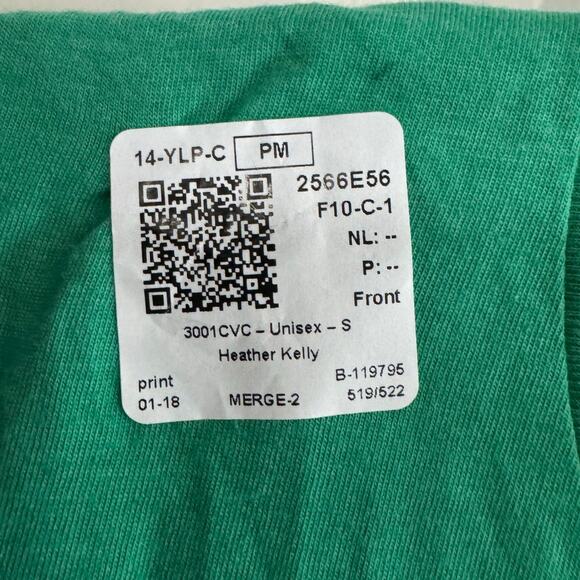 14-YLP-C PM
2566E56
F10-C-1
NL: --
P: --
Front
3001CVC – Unisex – S
Heather Kelly
print
01-18
MERGE-2
B-119795
519/522